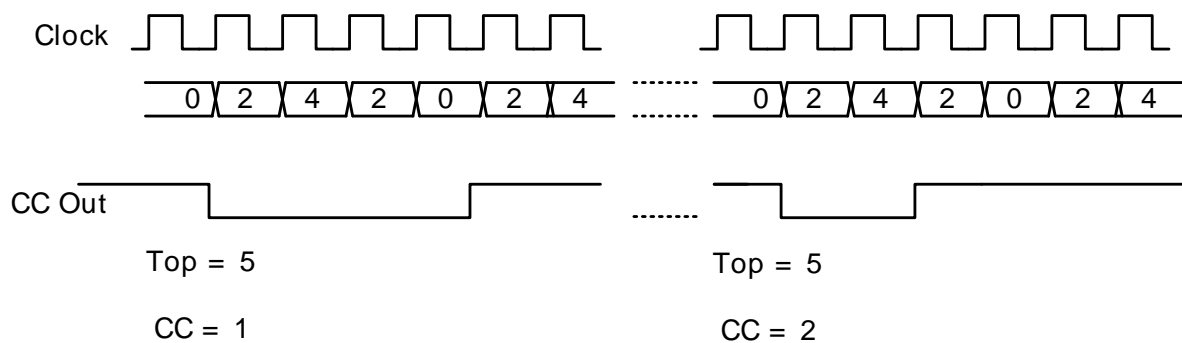 Clock
0 2 4 2 0 2 4 0 2 4 2 0 2 4
CC Out
Top = 5 Top = 5
CC = 1 CC = 2